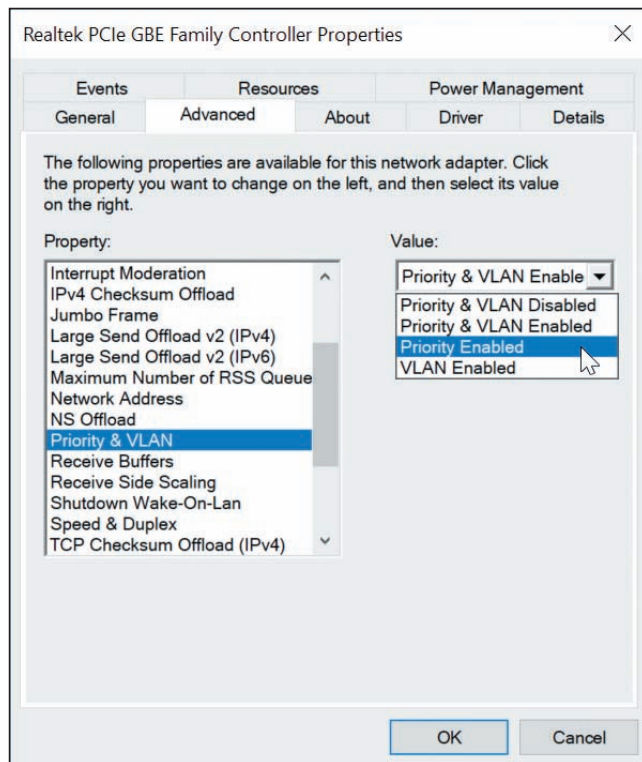 Realtek PCIe GBE Family Controller Properties
Events Resources Power Management
General Advanced About Driver Details
The following properties are available for this network adapter. Click
the property you want to change on the left, and then select its value
on the right.
Property:
Interrupt Moderation
IPv4 Checksum Offload
Jumbo Frame
Large Send Offload v2 (IPv4)
Large Send Offload v2 (IPv6)
Maximum Number of RSS Queue
Network Address
NS Offload
Priority & VLAN
Receive Buffers
Receive Side Scaling
Shutdown Wake-On-Lan
Speed & Duplex
TCP Checksum Offload (IPv4)
Value:
Priority & VLAN Enable
Priority & VLAN Disabled
Priority & VLAN Enabled
Priority Enabled
VLAN Enabled
OK Cancel